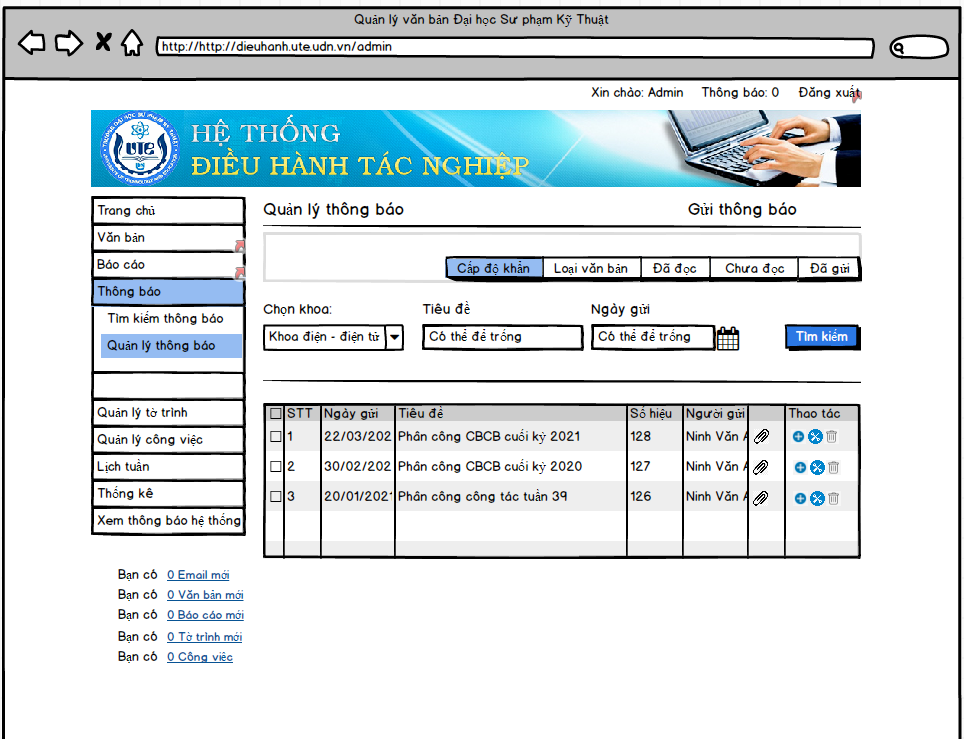 Quản lý văn bản Đại học Sư phạm Kỹ Thuật
http://http://dieuhanh.ute.udn.vn/admin
Xin chào: Admin Thông báo: 0 Đăng xuất
UTE
HỆ THỐNG
ĐIỀU HÀNH TÁC NGHIỆP
Trang chủ
Văn bản
Báo cáo
Thông báo
Tìm kiếm thông báo
Quản lý thông báo
Quản lý tờ trình
Quản lý công việc
Lịch tuần
Thống kê
Xem thông báo hệ thống
Bạn có 0 Email mới
Bạn có 0 Văn bản mới
Bạn có 0 Báo cáo mới
Bạn có 0 Tờ trình mới
Bạn có 0 Công việc
Quản lý thông báo Gửi thông báo
Cấp độ khẩn Loại văn bản Đã đọc Chưa đọc Đã gửi
Chọn khoa: Tiêu đề Ngày gửi
Khoa điện - điện tử Có thể để trống Có thể để trống Tìm kiếm
STT Ngày gửi Tiêu đề Số hiệu Người gửi Thao tác
1 22/03/202 Phân công CBCB cuối kỳ 2021 128 Ninh Văn A
2 30/02/202 Phân công CBCB cuối kỳ 2020 127 Ninh Văn A
3 20/01/2021 Phân công công tác tuần 39 126 Ninh Văn A